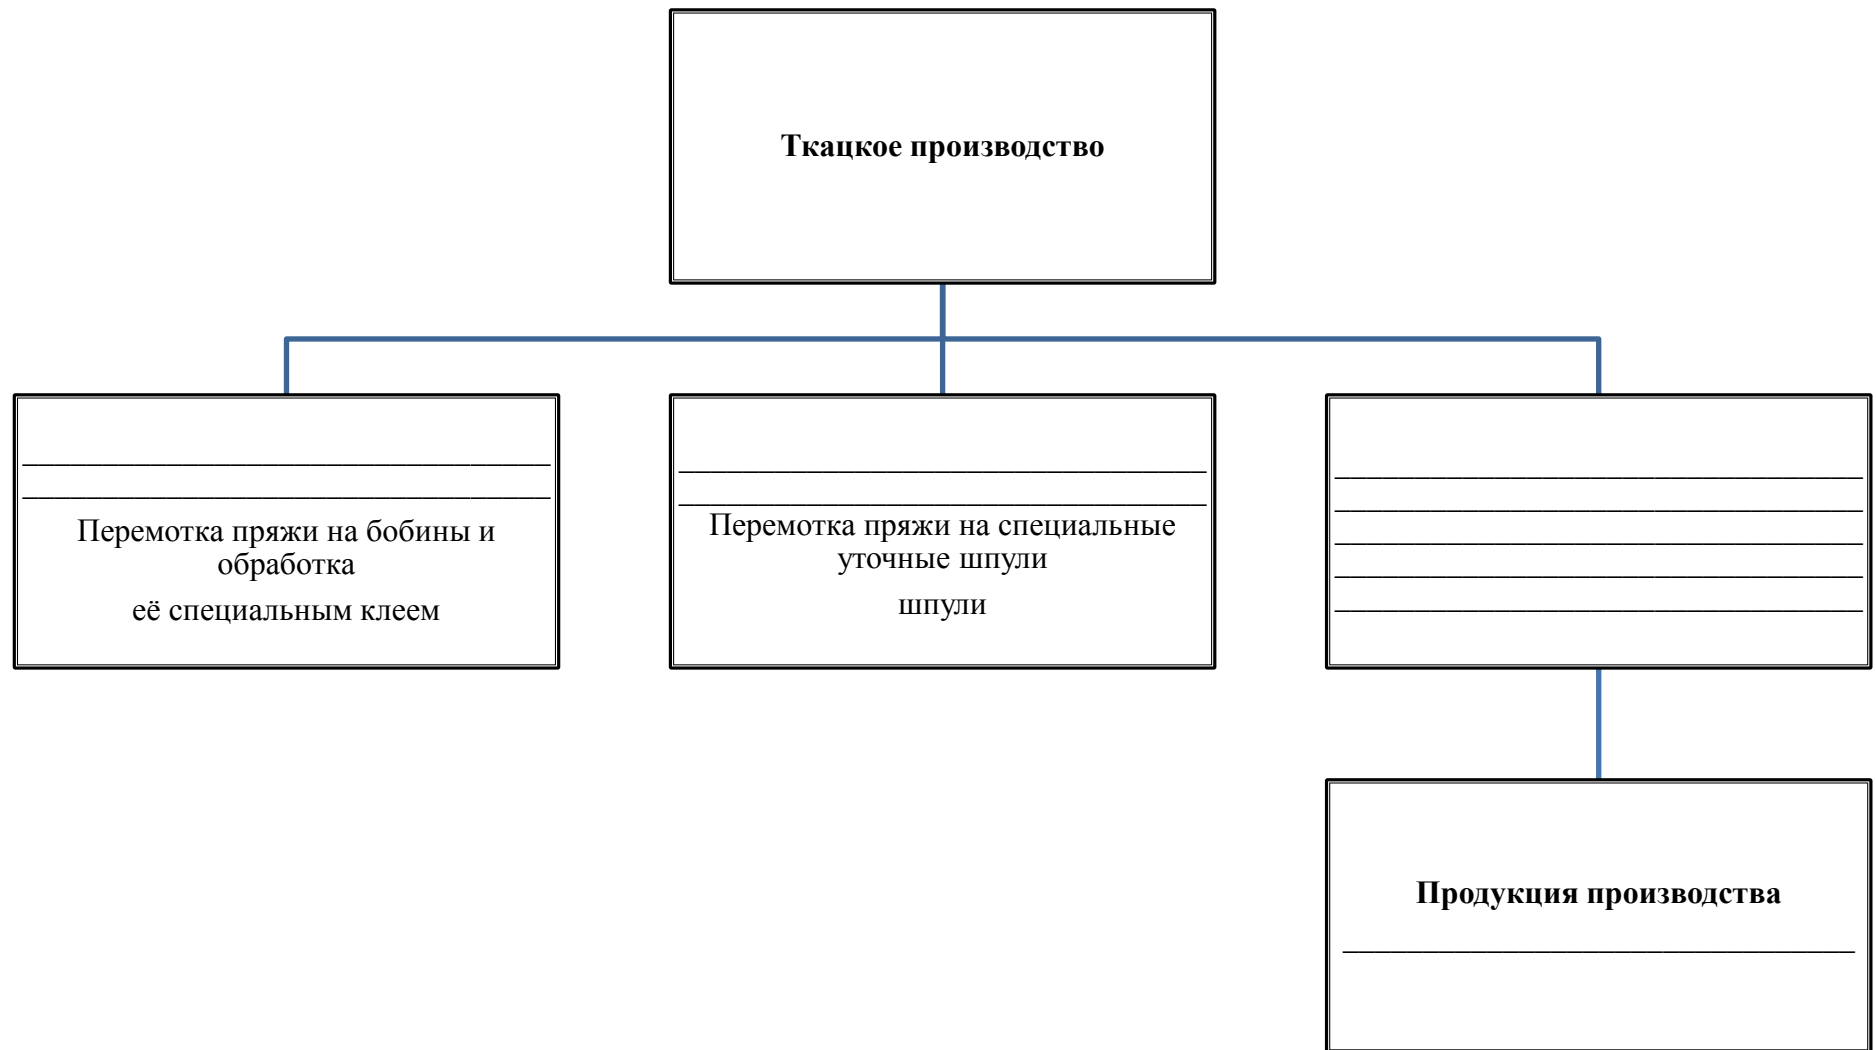 Ткацкое производство
Перемотка пряжи на бобины и
обработка
её специальным клеем
Перемотка пряжи на специальные
уточные шпули
шпули
Продукция производства